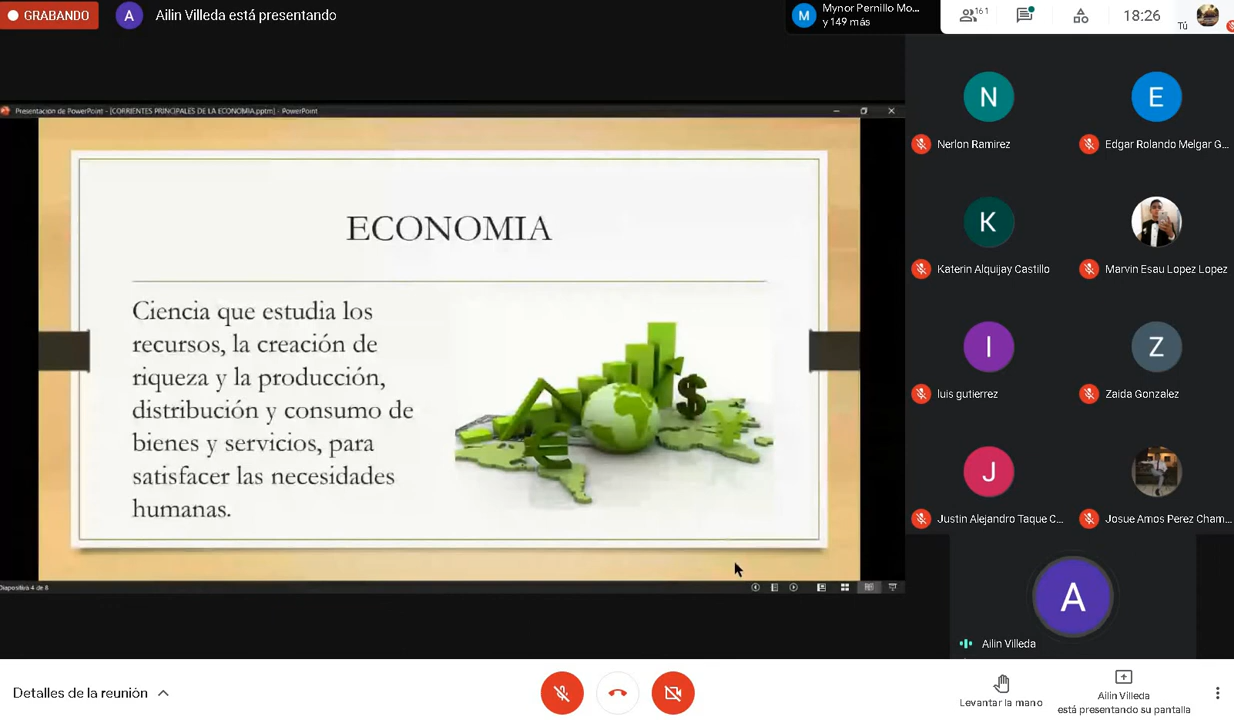 GRABANDO
A
Ailin Villeda está presentando
M
Mynor Pernillo Mo...
y 149 más
161
18:26
Tú
Presentación de PowerPoint - [CORRIENTES PRINCIPALES DE LA ECONOMIA.pptm] - PowerPoint
ECONOMIA
Ciencia que estudia los
recursos, la creación de
riqueza y la producción,
distribución y consumo de
bienes y servicios, para
satisfacer las necesidades
humanas.
$
€
Diapositiva 4 de 8
N
Nerlon Ramirez
E
Edgar Rolando Melgar G...
K
Katerin Alquijay Castillo
Marvin Esau Lopez Lopez
l
luis gutierrez
Z
Zaida Gonzalez
J
Justin Alejandro Taque C...
Josue Amos Perez Cham...
A
Ailin Villeda
Detalles de la reunión
Levantar la mano
Ailin Villeda
está presentando su pantalla